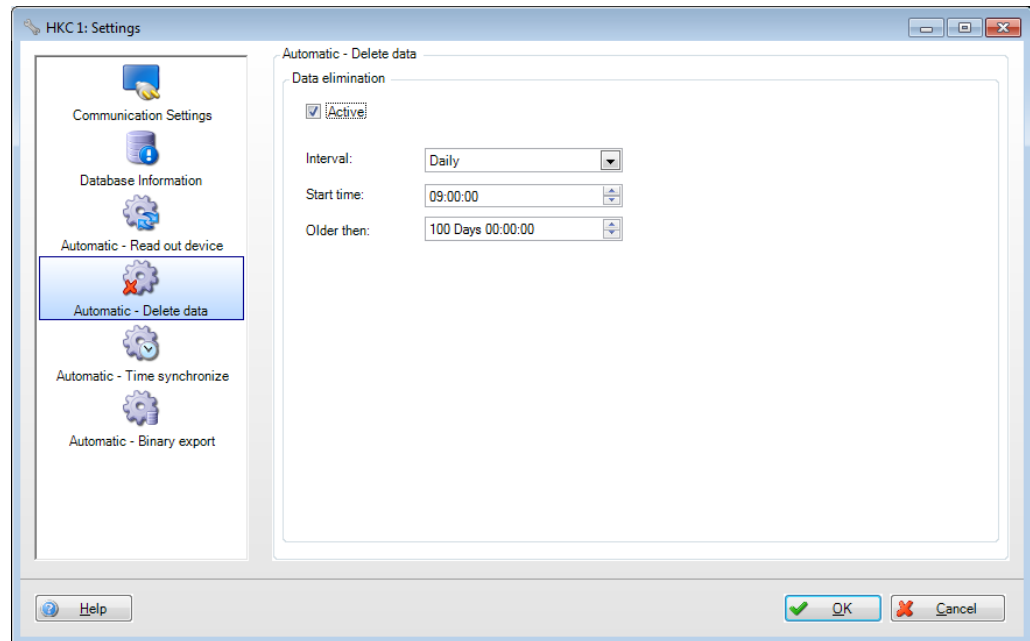 HKC 1: Settings
Communication Settings
Database Information
Automatic - Read out device
Automatic - Delete data
Automatic - Time synchronize
Automatic - Binary export
Automatic - Delete data
Data elimination
Active
Interval: Daily
Start time: 09:00:00
Older then: 100 Days 00:00:00
Help OK Cancel